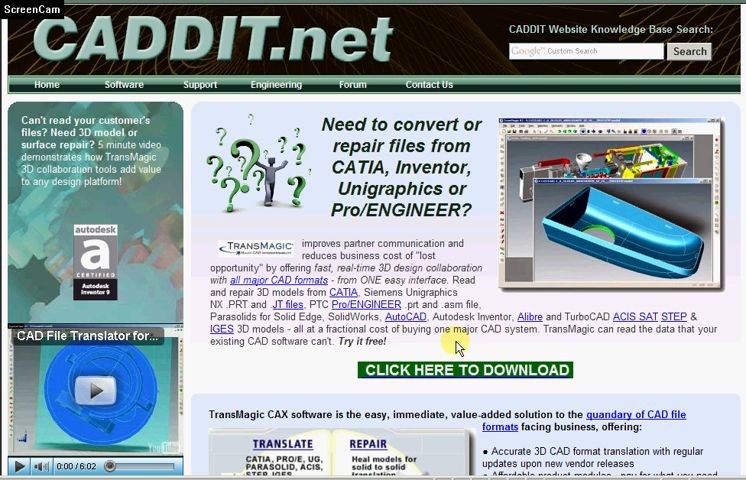 ScreenCam
CADDIT.net
CADDIT Website Knowledge Base Search:
Google™ Custom Search
Search
Home Software Support Engineering Forum Contact Us
Can't read your customer's
files? Need 3D model or
surface repair? 5 minute video
demonstrates how TransMagic
3D collaboration tools add value
to any design platform!
autodesk
a
CERTIFIED
Autodesk
Inventor 9
CAD File Translator for...
YouTube
0:00 / 6:02
Need to convert or
repair files from
CATIA, Inventor,
Unigraphics or
Pro/ENGINEER?
TRANSMAGIC improves partner communication and
reduces business cost of "lost
opportunity" by offering fast, real-time 3D design collaboration
with all major CAD formats - from ONE easy interface. Read
and repair 3D models from CATIA, Siemens Unigraphics
NX .PRT and .JT files, PTC Pro/ENGINEER .prt and .asm file,
Parasolids for Solid Edge, SolidWorks, AutoCAD, Autodesk Inventor, Alibre and TurboCAD ACIS SAT STEP &
IGES 3D models - all at a fractional cost of buying one major CAD system. TransMagic can read the data that your
existing CAD software can't. Try it free!
CLICK HERE TO DOWNLOAD
TransMagic CAX software is the easy, immediate, value-added solution to the quandary of CAD file
formats facing business, offering:
TRANSLATE
CATIA, PRO/E, UG,
PARASOLID, ACIS,
REPAIR
Heal models for
solid to solid
● Accurate 3D CAD format translation with regular
updates upon new vendor releases